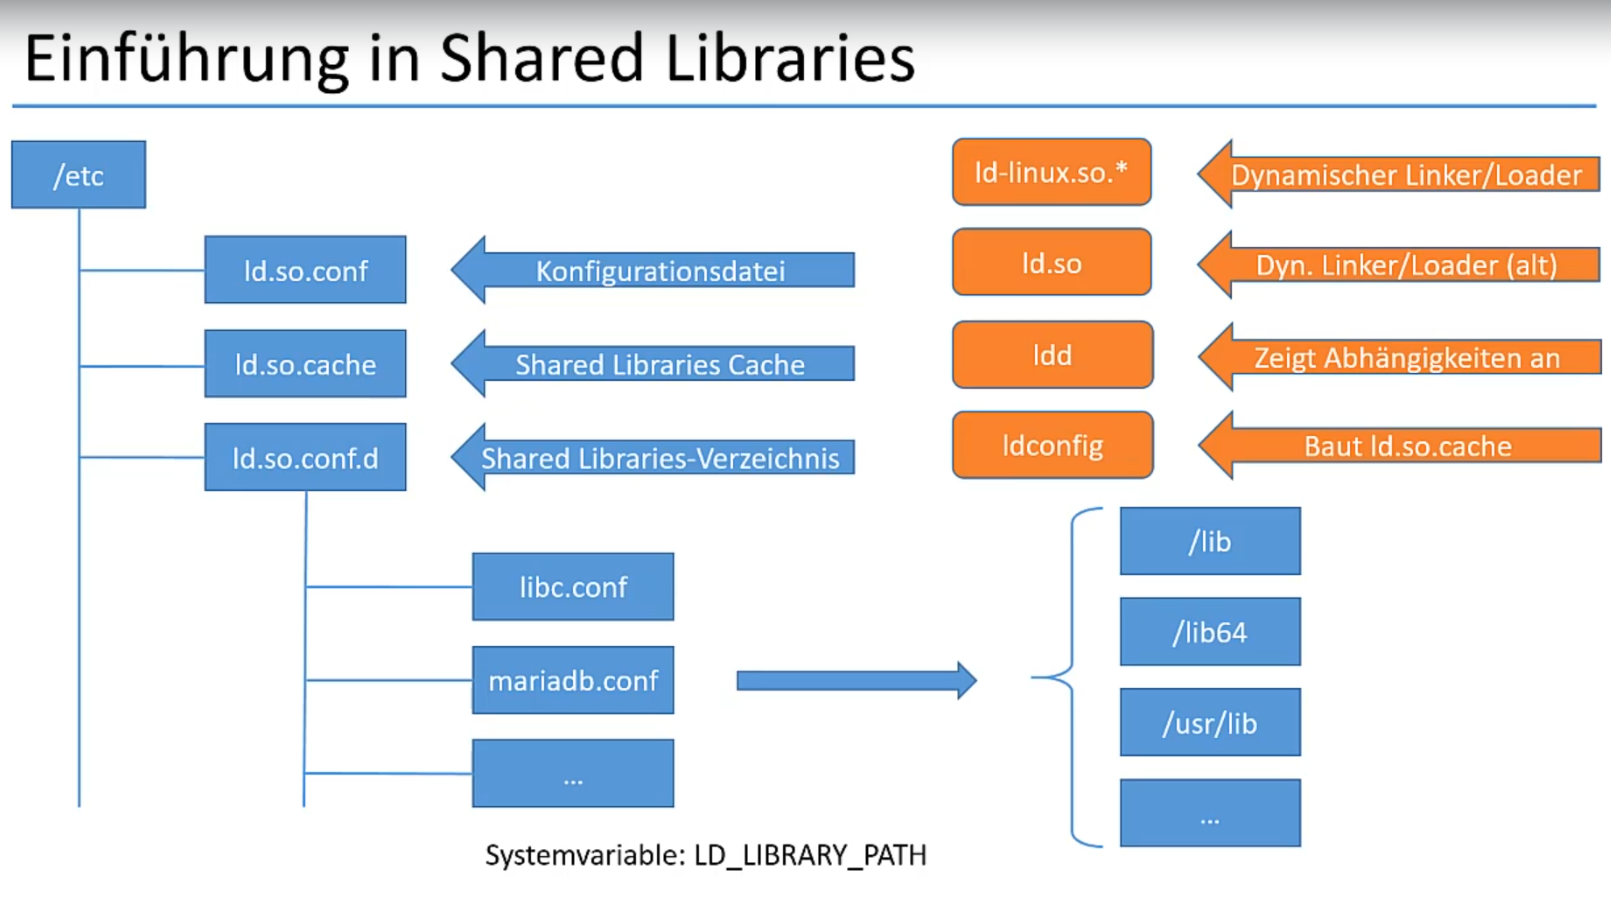 Einführung in Shared Libraries
/etc
ld.so.conf
Konfigurationsdatei
ld.so.cache
Shared Libraries Cache
ld.so.conf.d
Shared Libraries-Verzeichnis
libc.conf
mariadb.conf
...
ld-linux.so.*
Dynamischer Linker/Loader
ld.so
Dyn. Linker/Loader (alt)
ldd
Zeigt Abhängigkeiten an
ldconfig
Baut ld.so.cache
/lib
/lib64
/usr/lib
...
Systemvariable: LD_LIBRARY_PATH